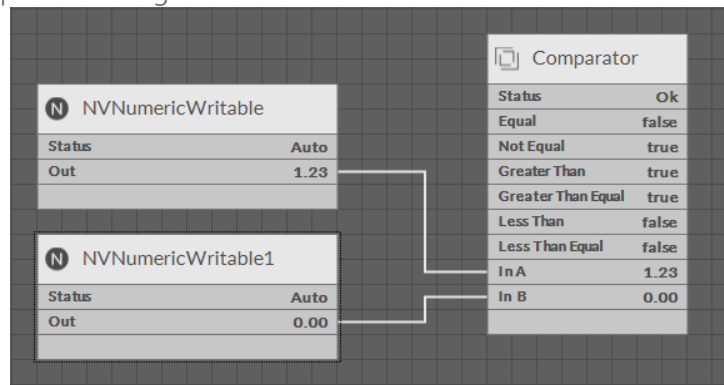 N NVNumericWritable
Status Auto
Out 1.23
N NVNumericWritable1
Status Auto
Out 0.00
Comparator
Status Ok
Equal false
Not Equal true
Greater Than true
Greater Than Equal true
Less Than false
Less Than Equal false
In A 1.23
In B 0.00